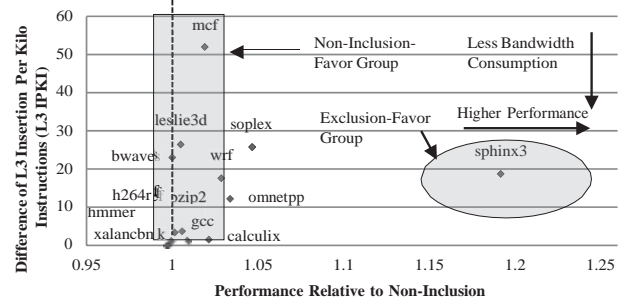 60
50
40
30
20
10
0
Difference of L3 Insertion Per Kilo
Instructions (L3 IPKI)
mcf
Non-Inclusion-
Favor Group
Less Bandwidth
Consumption
Exclusion-Favor
Group
Higher Performance
leslie3d
soplex
sphinx3
bwaves
wrf
bzip2
omnetpp
hmmer
gcc
calculix
0.95
1
1.05
1.1
1.15
1.2
1.25
Performance Relative to Non-Inclusion